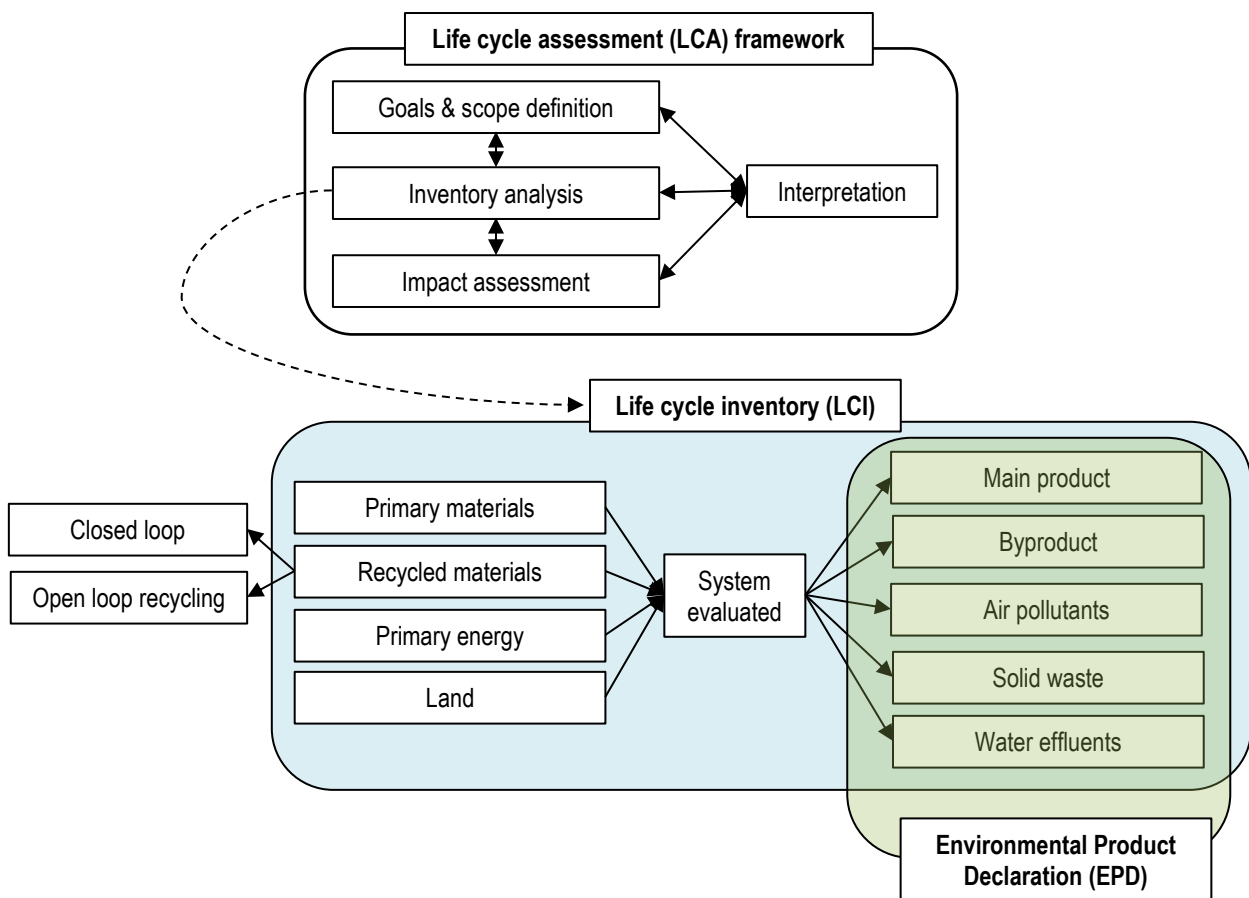 Life cycle assessment (LCA) framework
Goals & scope definition
Inventory analysis
Interpretation
Impact assessment
Life cycle inventory (LCI)
Closed loop
Open loop recycling
Primary materials
Recycled materials
Primary energy
Land
System
evaluated
Main product
Byproduct
Air pollutants
Solid waste
Water effluents
Environmental Product
Declaration (EPD)